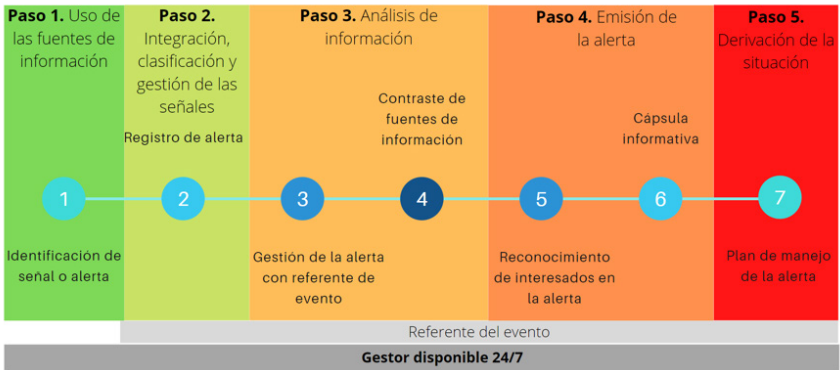 Paso 1. Uso de
las fuentes de
información
Paso 2.
Integración,
clasificación y
gestión de las
señales
Paso 3. Análisis de
información
Paso 4. Emisión de
la alerta
Paso 5.
Derivación de la
situación
Registro de alerta
Contraste de
fuentes de
información
Cápsula
informativa
1
2
3
4
5
6
7
Identificación de
señal o alerta
Gestión de la alerta
con referente de
evento
Reconocimiento
de interesados en
la alerta
Plan de manejo
de la alerta
Referente del evento
Gestor disponible 24/7